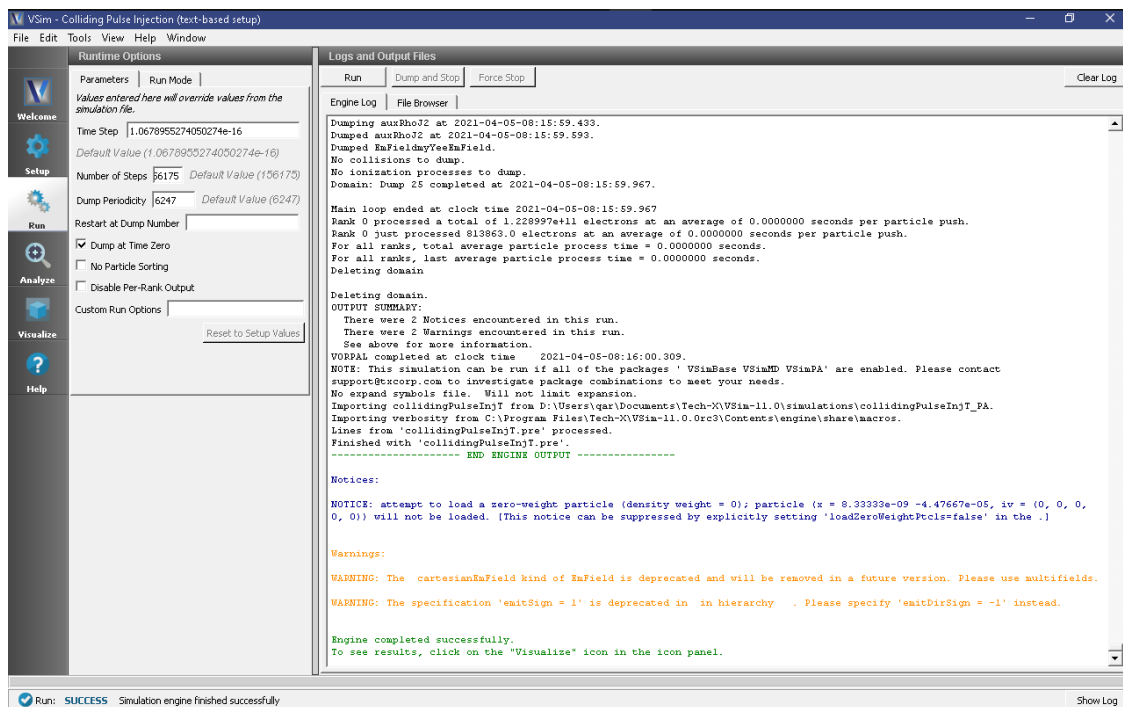 VSim - Colliding Pulse Injection (text-based setup)
File Edit Tools View Help Window
Runtime Options
Logs and Output Files
Welcome
Setup
Run
Analyze
Visualize
Help
Parameters
Run Mode
Values entered here will override values from the
simulation file.
Time Step 1.0678955274050274e-16
Default Value (1.0678955274050274e-16)
Number of Steps 56175 Default Value (156175)
Dump Periodicity 6247 Default Value (6247)
Restart at Dump Number
Dump at Time Zero
No Particle Sorting
Disable Per-Rank Output
Custom Run Options
Reset to Setup Values
Run
Dump and Stop
Force Stop
Clear Log
Engine Log
File Browser
Dumping auxRhoJ2 at 2021-04-05-08:15:59.433.
Dumped auxRhoJ2 at 2021-04-05-08:15:59.593.
Dumped EmFieldmyYeeEmField.
No collisions to dump.
No ionization processes to dump.
Domain: Dump 25 completed at 2021-04-05-08:15:59.967.
Main loop ended at clock time 2021-04-05-08:15:59.967
Rank 0 processed a total of 1.228997e+11 electrons at an average of 0.0000000 seconds per particle push.
Rank 0 just processed 813863.0 electrons at an average of 0.0000000 seconds per particle push.
For all ranks, total average particle process time = 0.0000000 seconds.
For all ranks, last average particle process time = 0.0000000 seconds.
Deleting domain
Deleting domain.
OUTPUT SUMMARY:
There were 2 Notices encountered in this run.
There were 2 Warnings encountered in this run.
See above for more information.
VORPAL completed at clock time 2021-04-05-08:16:00.309.
NOTE: This simulation can be run if all of the packages ' VSimBase VSimMD VSimPA' are enabled. Please contact
support@txcorp.com to investigate package combinations to meet your needs.
No expand symbols file. Will not limit expansion.
Importing collidingPulseInjT from D:\Users\qar\Documents\Tech-X\VSim-11.0\simulations\collidingPulseInjT_PA.
Importing verbosity from C:\Program Files\Tech-X\VSim-11.0.0rc3\Contents\engine\share\macros.
Lines from 'collidingPulseInjT.pre' processed.
Finished with 'collidingPulseInjT.pre'.
--------------------- END ENGINE OUTPUT ----------------
Notices:
NOTICE: attempt to load a zero-weight particle (density weight = 0); particle (x = 8.33333e-09 -4.47667e-05, iv = (0, 0, 0,
0, 0)) will not be loaded. [This notice can be suppressed by explicitly setting 'loadZeroWeightPtcls=false' in the .]
Warnings:
WARNING: The cartesianEmField kind of EmField is deprecated and will be removed in a future version. Please use multifields.
WARNING: The specification 'emitSign = 1' is deprecated in in hierarchy . Please specify 'emitDirSign = -1' instead.
Engine completed successfully.
To see results, click on the "Visualize" icon in the icon panel.
Run: SUCCESS Simulation engine finished successfully
Show Log